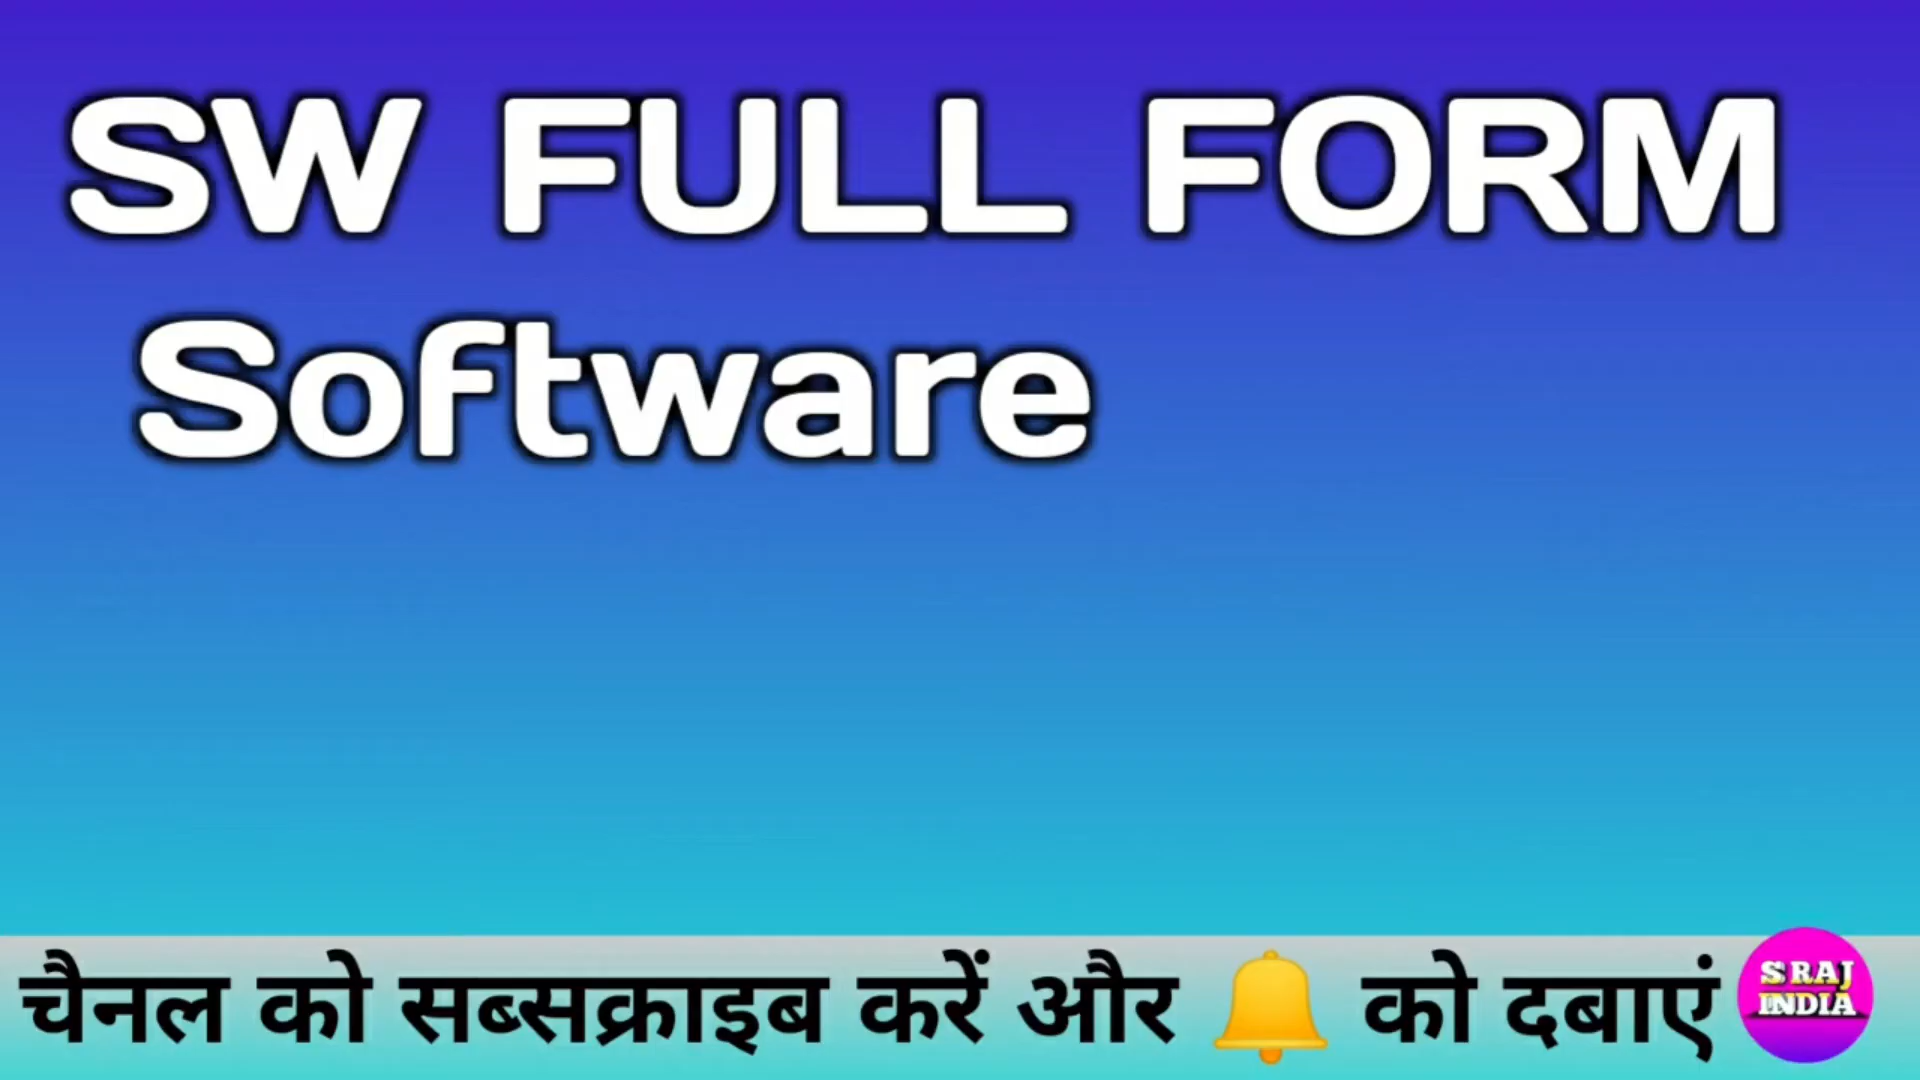 SW FULL FORM
Software
चैनल को सब्सक्राइब करें और 🔔 को दबाएं
S RAJ
INDIA